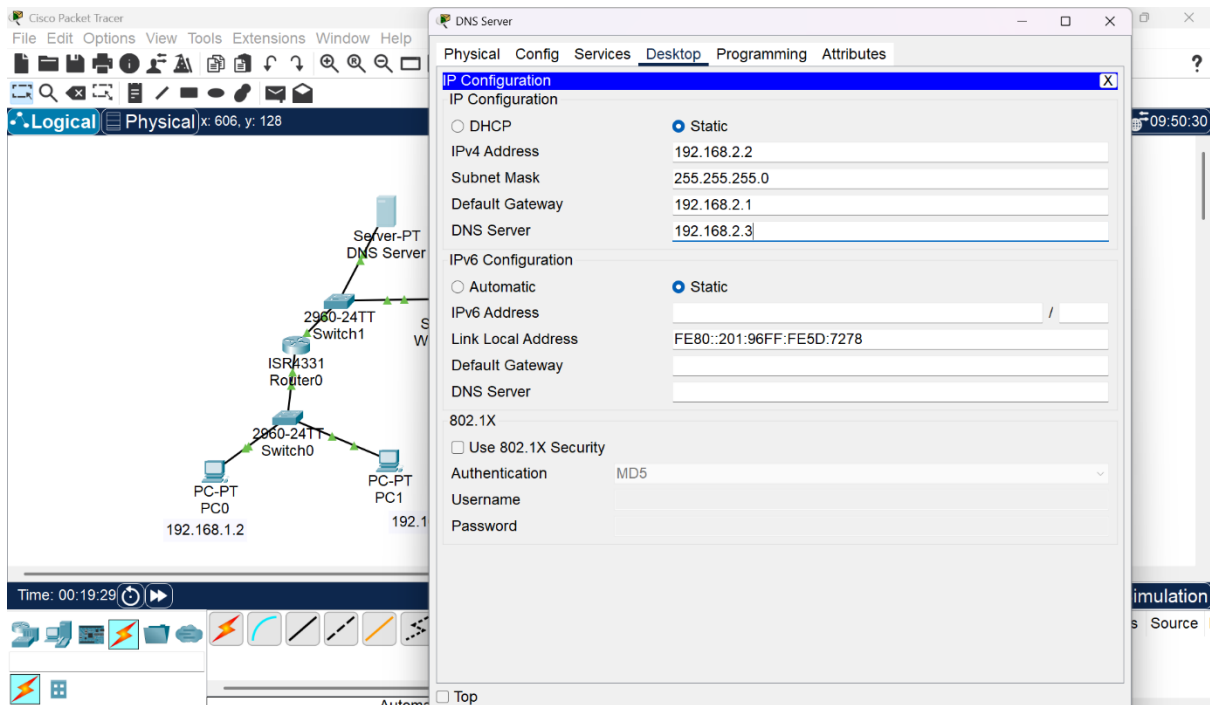 Cisco Packet Tracer
File Edit Options View Tools Extensions Window Help
Logical Physical x: 606, y: 128
Server-PT
DNS Server
2960-24TT
Switch1
S
W
ISR4331
Router0
2960-24TT
Switch0
PC-PT
PC0
192.168.1.2
PC-PT
PC1
192.1
Time: 00:19:29
DNS Server
Physical Config Services Desktop Programming Attributes
IP Configuration X
IP Configuration
DHCP Static
IPv4 Address 192.168.2.2
Subnet Mask 255.255.255.0
Default Gateway 192.168.2.1
DNS Server 192.168.2.3
IPv6 Configuration
Automatic Static
IPv6 Address /
Link Local Address FE80::201:96FF:FE5D:7278
Default Gateway
DNS Server
802.1X
Use 802.1X Security
Authentication MD5
Username
Password
Top
?
09:50:30
imulation
s Source